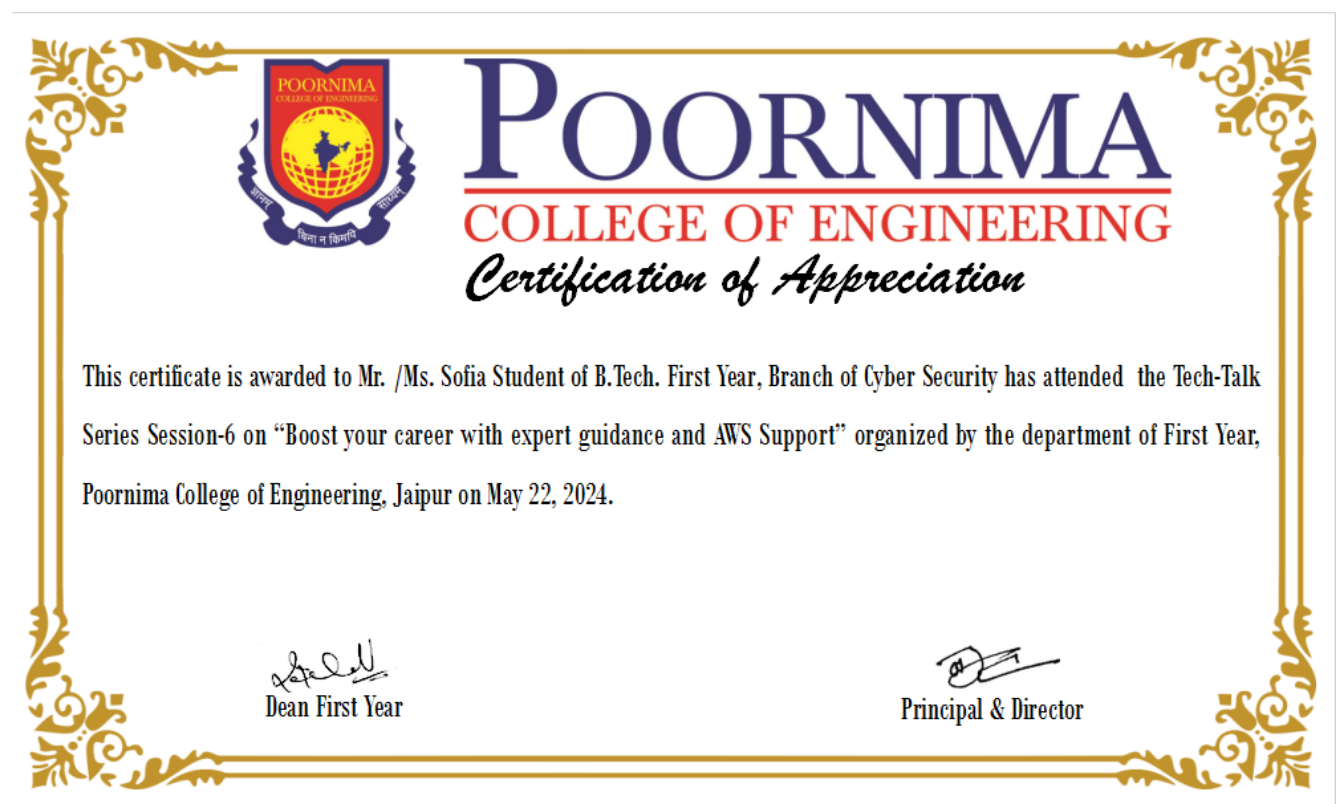 POORNIMA
COLLEGE OF ENGINEERING
ज्ञानम्
साध्यम्
विना न किमपि
POORNIMA
COLLEGE OF ENGINEERING
Certification of Appreciation
This certificate is awarded to Mr. /Ms. Sofia Student of B.Tech. First Year, Branch of Cyber Security has attended the Tech-Talk
Series Session-6 on “Boost your career with expert guidance and AWS Support” organized by the department of First Year,
Poornima College of Engineering, Jaipur on May 22, 2024.
Dean First Year
Principal & Director